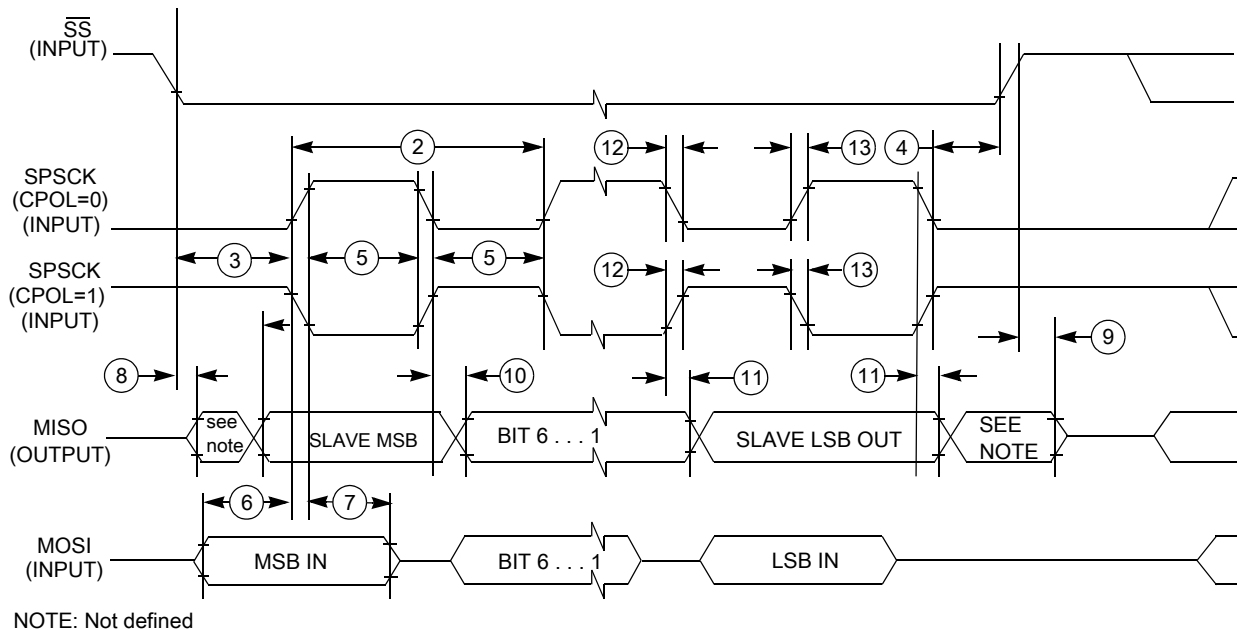 SS
(INPUT)
2
12
13
4
SPSCK
(CPOL=0)
(INPUT)
3
5
5
SPSCK
(CPOL=1)
(INPUT)
12
13
9
8
10
11
11
MISO
(OUTPUT)
see
note
SLAVE MSB
BIT 6 . . . 1
SLAVE LSB OUT
SEE
NOTE
6
7
MOSI
(INPUT)
MSB IN
BIT 6 . . . 1
LSB IN
NOTE: Not defined